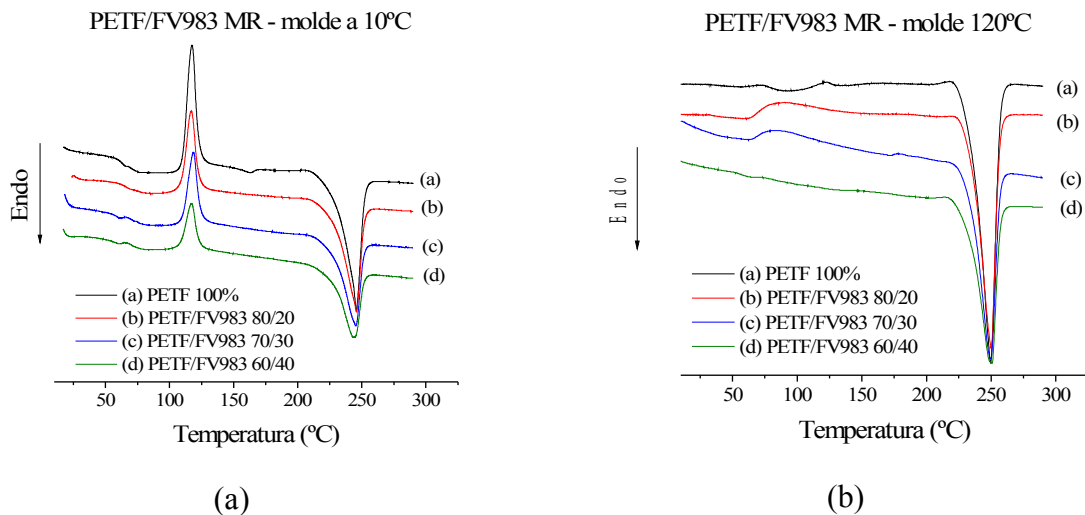 PETF/FV983 MR - molde a 10ºC
Endo
(a)
(b)
(c)
(d)
(a) PETF 100%
(b) PETF/FV983 80/20
(c) PETF/FV983 70/30
(d) PETF/FV983 60/40
50 100 150 200 250 300
Temperatura (ºC)
(a)
PETF/FV983 MR - molde 120ºC
Endo
(a)
(b)
(c)
(d)
(a) PETF 100%
(b) PETF/FV983 80/20
(c) PETF/FV983 70/30
(d) PETF/FV983 60/40
50 100 150 200 250 300
Temperatura (ºC)
(b)